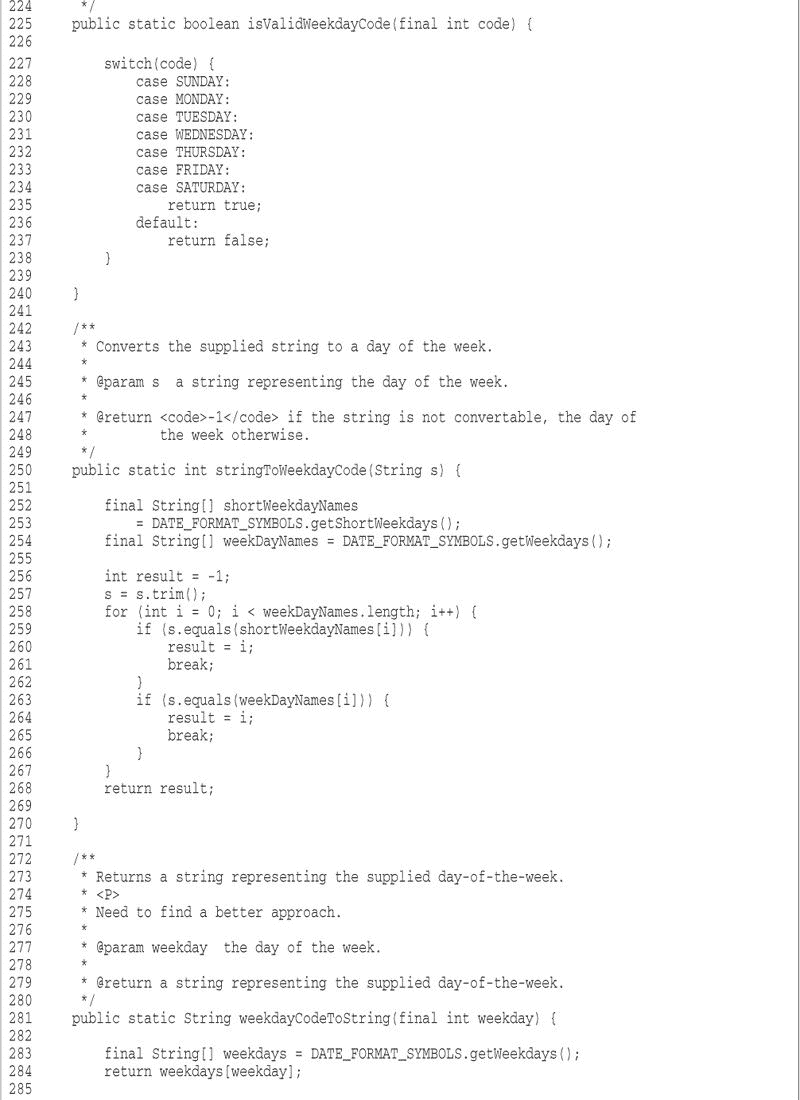 224      */
225     public static boolean isValidWeekdayCode(final int code) {
226
227         switch(code) {
228             case SUNDAY:
229             case MONDAY:
230             case TUESDAY:
231             case WEDNESDAY:
232             case THURSDAY:
233             case FRIDAY:
234             case SATURDAY:
235                 return true;
236             default:
237                 return false;
238         }
239
240     }
241
242     /**
243      * Converts the supplied string to a day of the week.
244      *
245      * @param s  a string representing the day of the week.
246      *
247      * @return <code>-1</code> if the string is not convertable, the day of
248      *         the week otherwise.
249      */
250     public static int stringToWeekdayCode(String s) {
251
252         final String[] shortWeekdayNames
253             = DATE_FORMAT_SYMBOLS.getShortWeekdays();
254         final String[] weekDayNames = DATE_FORMAT_SYMBOLS.getWeekdays();
255
256         int result = -1;
257         s = s.trim();
258         for (int i = 0; i < weekDayNames.length; i++) {
259             if (s.equals(shortWeekdayNames[i])) {
260                 result = i;
261                 break;
262             }
263             if (s.equals(weekDayNames[i])) {
264                 result = i;
265                 break;
266             }
267         }
268         return result;
269
270     }
271
272     /**
273      * Returns a string representing the supplied day-of-the-week.
274      * <P>
275      * Need to find a better approach.
276      *
277      * @param weekday  the day of the week.
278      *
279      * @return a string representing the supplied day-of-the-week.
280      */
281     public static String weekdayCodeToString(final int weekday) {
282
283         final String[] weekdays = DATE_FORMAT_SYMBOLS.getWeekdays();
284         return weekdays[weekday];
285